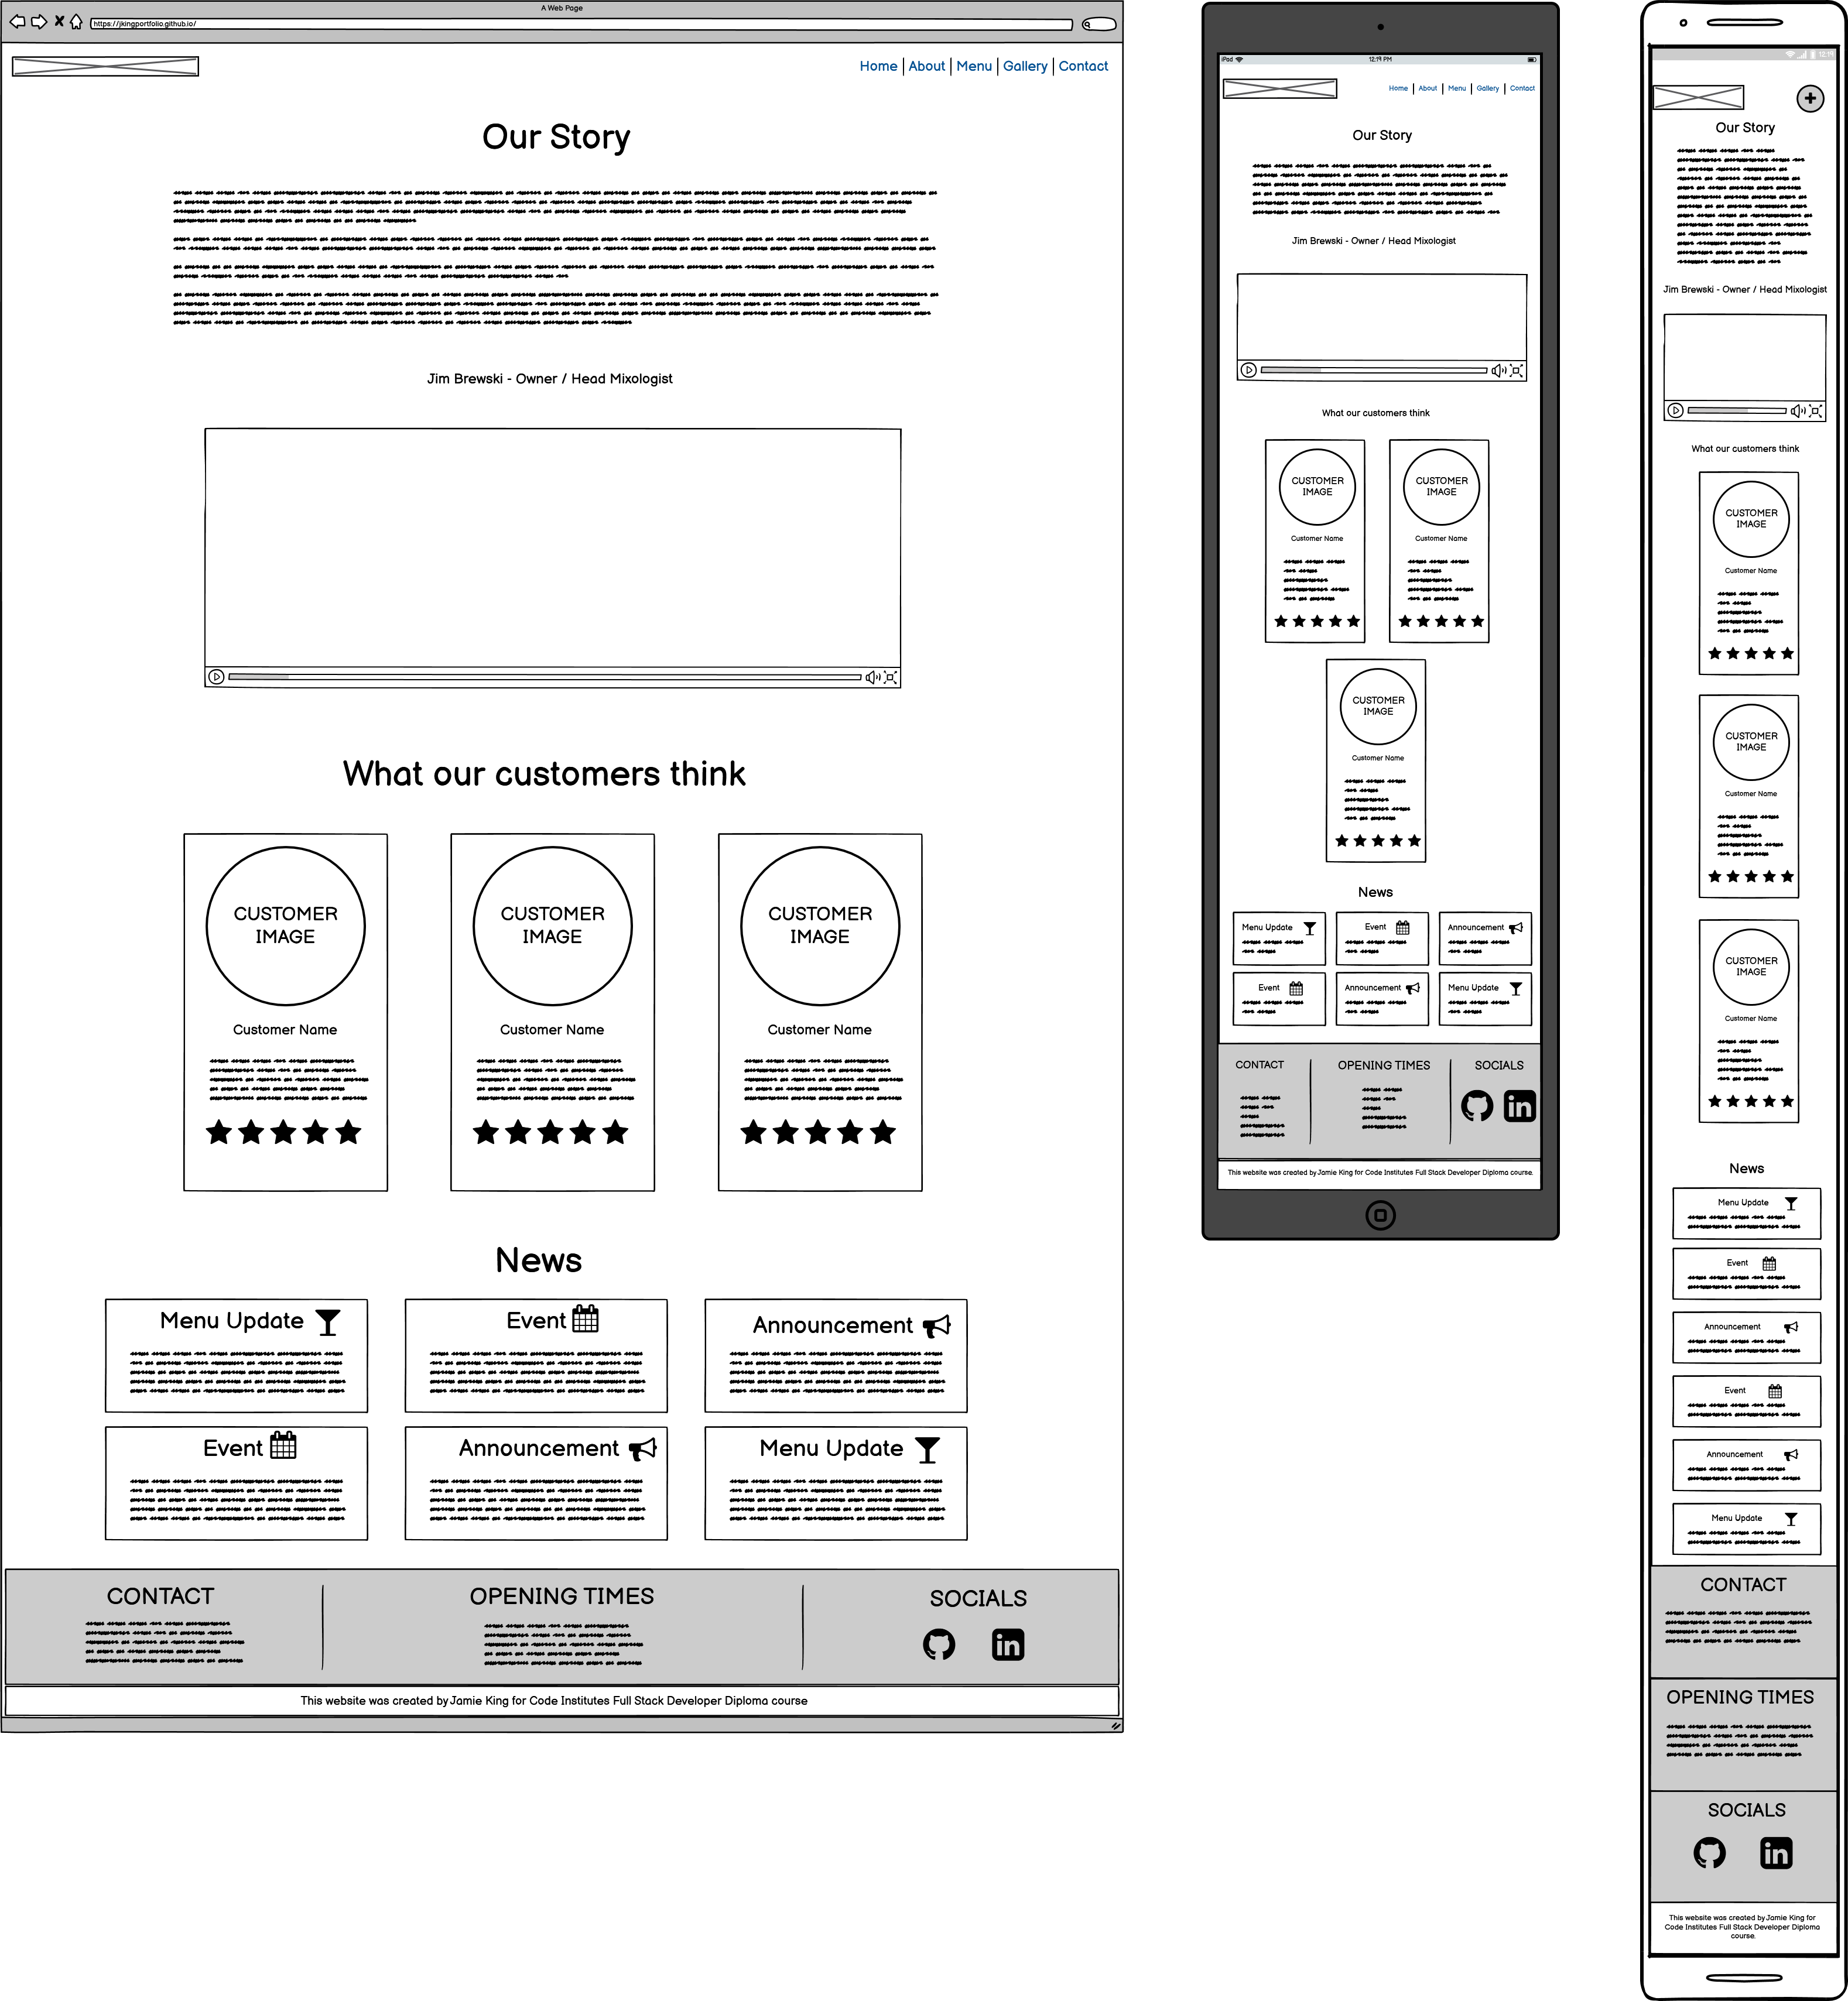 A Web Page
https://jkingportfolio.github.io/
Home About Menu Gallery Contact
Our Story
Jim Brewski - Owner / Head Mixologist
What our customers think
CUSTOMER
IMAGE
Customer Name
CUSTOMER
IMAGE
Customer Name
CUSTOMER
IMAGE
Customer Name
News
Menu Update
Event
Announcement
Event
Announcement
Menu Update
CONTACT
OPENING TIMES
SOCIALS
in
This website was created by Jamie King for Code Institutes Full Stack Developer Diploma course
iPad
12:19 PM
Home About Menu Gallery Contact
Our Story
Jim Brewski - Owner / Head Mixologist
What our customers think
CUSTOMER
IMAGE
Customer Name
CUSTOMER
IMAGE
Customer Name
CUSTOMER
IMAGE
Customer Name
News
Menu Update
Event
Announcement
Event
Announcement
Menu Update
CONTACT
OPENING TIMES
SOCIALS
in
This website was created by Jamie King for Code Institutes Full Stack Developer Diploma course.
12:19
Our Story
Jim Brewski - Owner / Head Mixologist
What our customers think
CUSTOMER
IMAGE
Customer Name
CUSTOMER
IMAGE
Customer Name
CUSTOMER
IMAGE
Customer Name
News
Menu Update
Event
Announcement
Event
Announcement
Menu Update
CONTACT
OPENING TIMES
SOCIALS
in
This website was created by Jamie King for
Code Institutes Full Stack Developer Diploma
course.